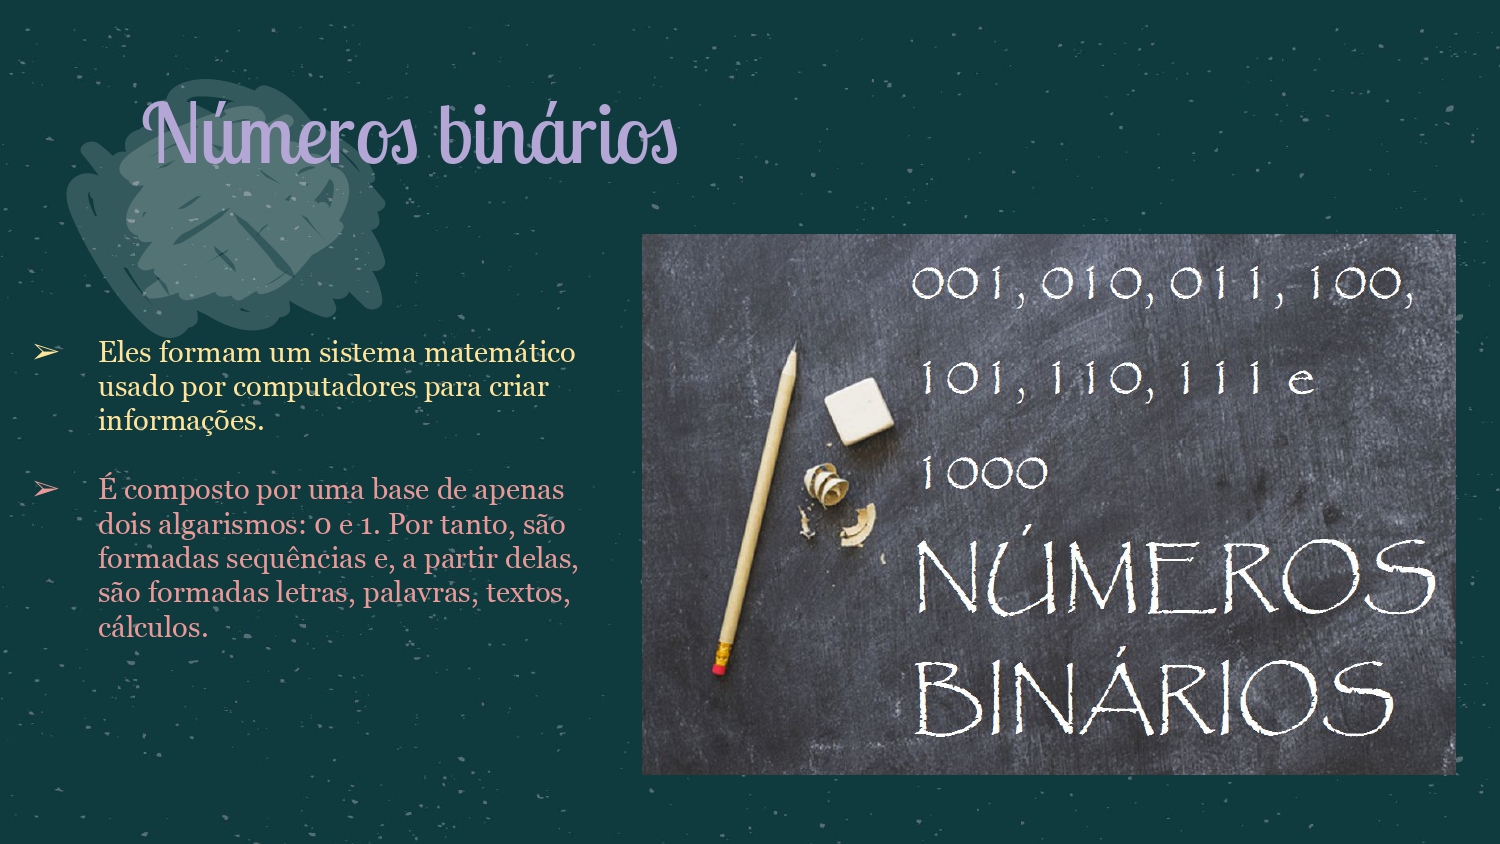 Números binários
➢ Eles formam um sistema matemático
usado por computadores para criar
informações.
➢ É composto por uma base de apenas
dois algarismos: 0 e 1. Por tanto, são
formadas sequências e, a partir delas,
são formadas letras, palavras, textos,
cálculos.
001, 010, 011, 100,
101, 110, 111 e
1000
NÚMEROS
BINÁRIOS